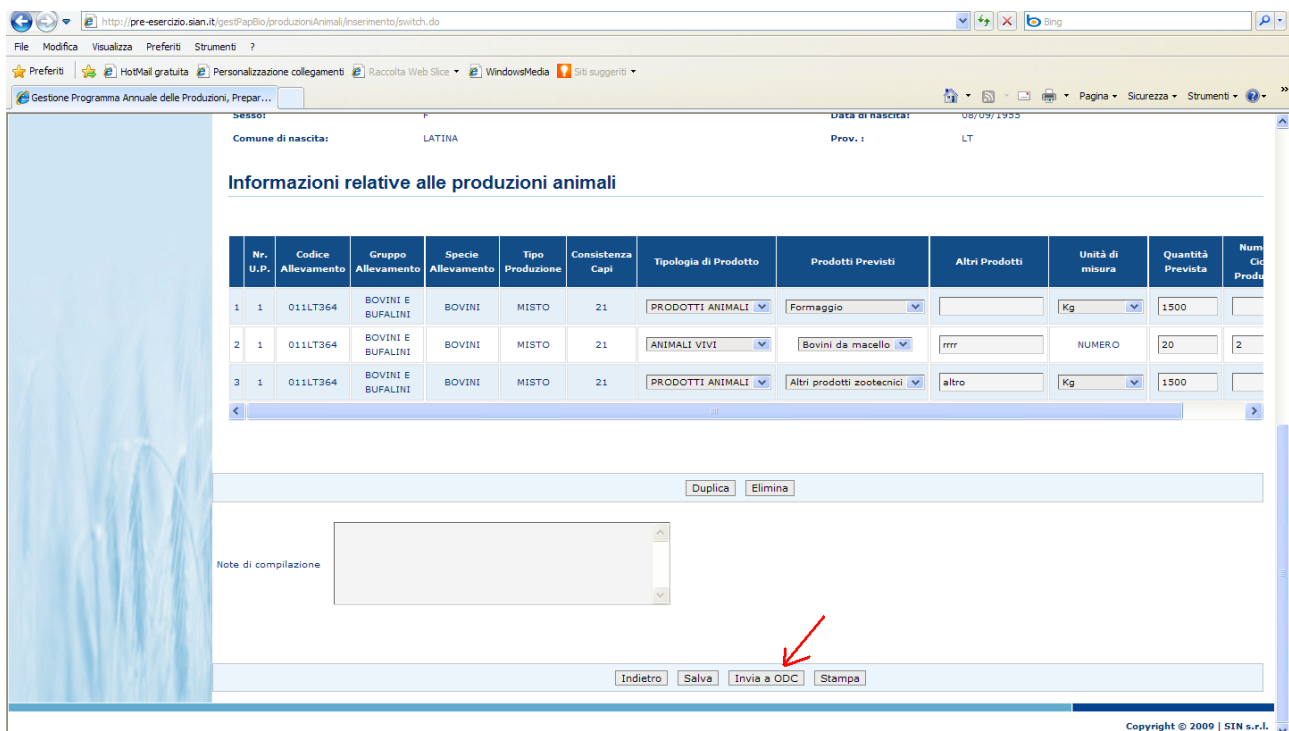 http://pre-esercizio.sian.it/gestPapBio/produzioniAnimali/inserimento/switch.do
Bing
File Modifica Visualizza Preferiti Strumenti ?
Preferiti HotMail gratuita Personalizzazione collegamenti Raccolta Web Slice WindowsMedia Siti suggeriti
Gestione Programma Annuale delle Produzioni, Prepar...
Pagina Sicurezza Strumenti »
Sesso: F Data di nascita: 08/09/1955
Comune di nascita: LATINA Prov. : LT
Informazioni relative alle produzioni animali
Nr. U.P. Codice Allevamento Gruppo Allevamento Specie Allevamento Tipo Produzione Consistenza Capi Tipologia di Prodotto Prodotti Previsti Altri Prodotti Unità di misura Quantità Prevista Num Cic Produ
1 1 011LT364 BOVINI E BUFALINI BOVINI MISTO 21 PRODOTTI ANIMALI Formaggio Kg 1500
2 1 011LT364 BOVINI E BUFALINI BOVINI MISTO 21 ANIMALI VIVI Bovini da macello rrrr NUMERO 20 2
3 1 011LT364 BOVINI E BUFALINI BOVINI MISTO 21 PRODOTTI ANIMALI Altri prodotti zootecnici altro Kg 1500
Duplica Elimina
Note di compilazione
Indietro Salva Invia a ODC Stampa
Copyright © 2009 | SIN s.r.l.